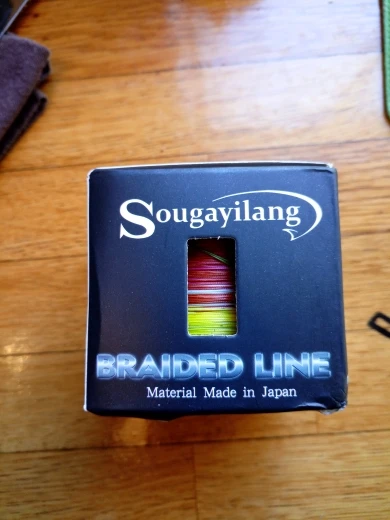 Sougayilang
BRAIDED LINE
Material Made in Japan